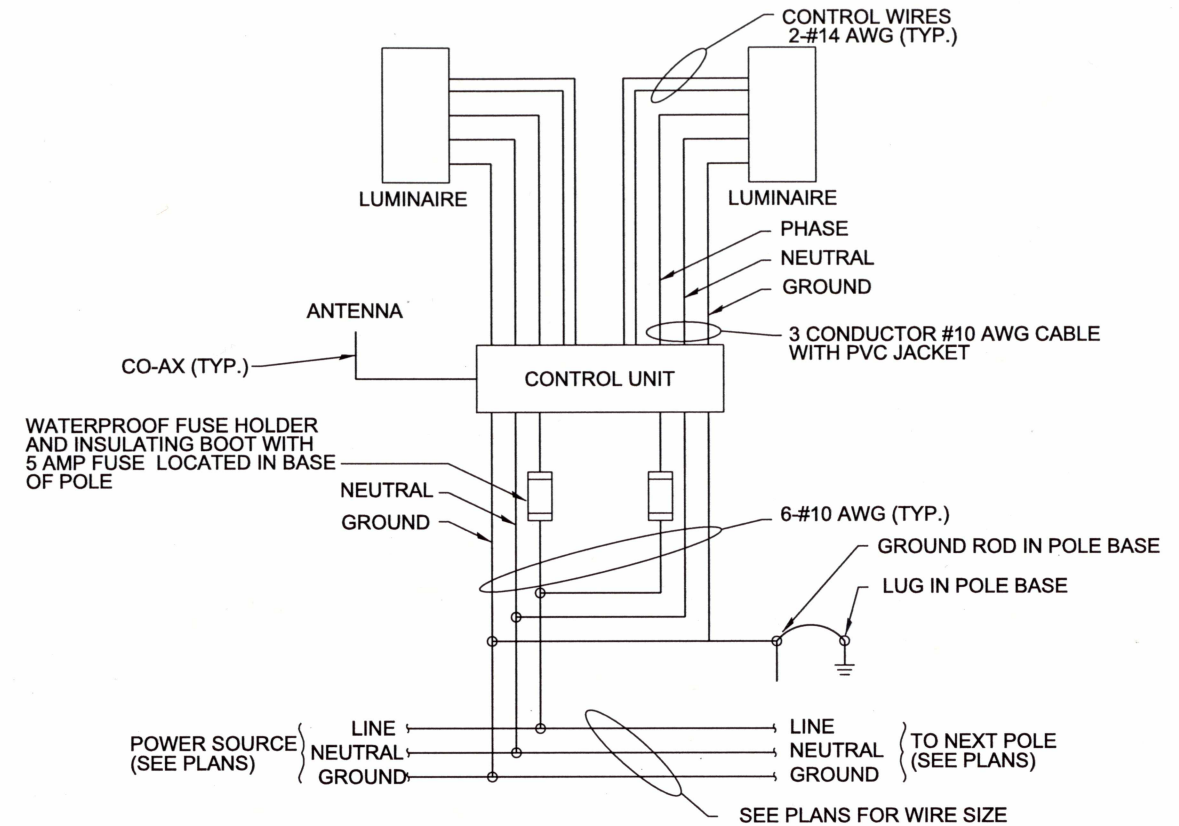 CONTROL WIRES
2-#14 AWG (TYP.)
LUMINAIRE
LUMINAIRE
PHASE
NEUTRAL
GROUND
ANTENNA
3 CONDUCTOR #10 AWG CABLE
WITH PVC JACKET
CO-AX (TYP.)
CONTROL UNIT
WATERPROOF FUSE HOLDER
AND INSULATING BOOT WITH
5 AMP FUSE LOCATED IN BASE
OF POLE
NEUTRAL
GROUND
6-#10 AWG (TYP.)
GROUND ROD IN POLE BASE
LUG IN POLE BASE
POWER SOURCE
(SEE PLANS)
LINE
NEUTRAL
GROUND
LINE
NEUTRAL
GROUND
TO NEXT POLE
(SEE PLANS)
SEE PLANS FOR WIRE SIZE